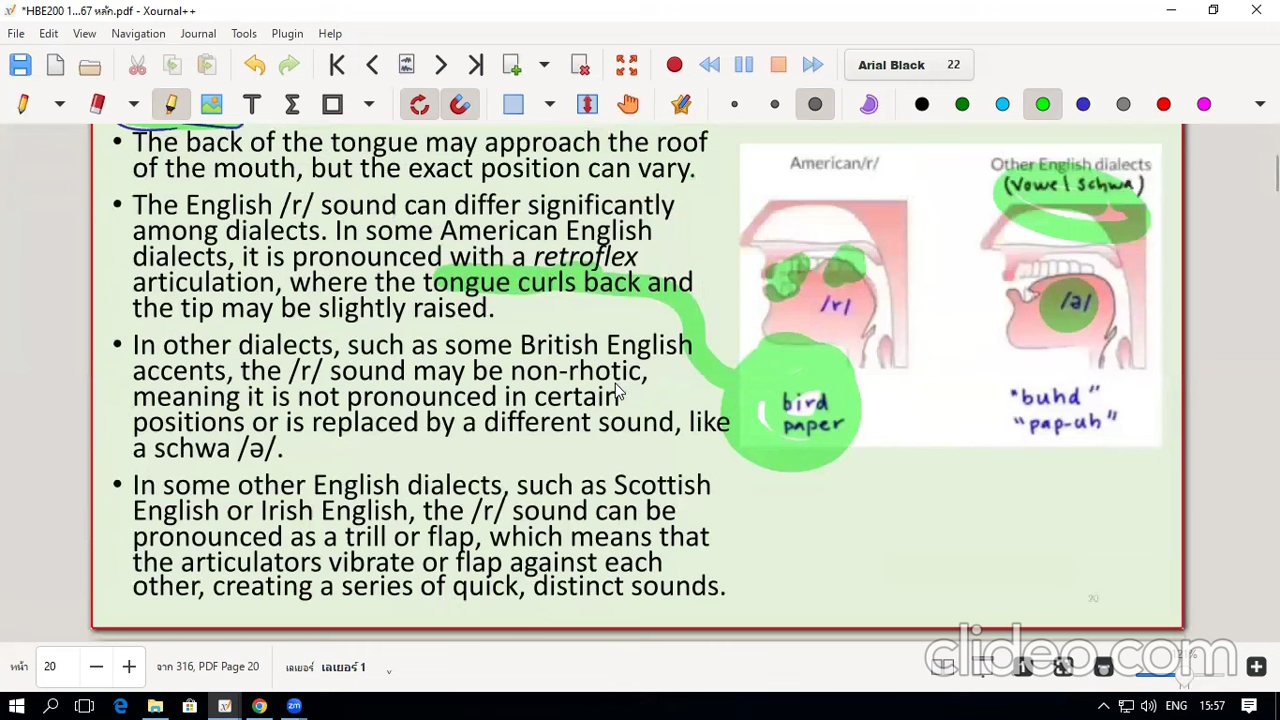 *HBE200 1...67 หลัก.pdf - Xournal++
File Edit View Navigation Journal Tools Plugin Help
Arial Black 22
• The back of the tongue may approach the roof
of the mouth, but the exact position can vary.
• The English /r/ sound can differ significantly
among dialects. In some American English
dialects, it is pronounced with a retroflex
articulation, where the tongue curls back and
the tip may be slightly raised.
• In other dialects, such as some British English
accents, the /r/ sound may be non-rhotic,
meaning it is not pronounced in certain
positions or is replaced by a different sound, like
a schwa /ə/.
• In some other English dialects, such as Scottish
English or Irish English, the /r/ sound can be
pronounced as a trill or flap, which means that
the articulators vibrate or flap against each
other, creating a series of quick, distinct sounds.
American/r/
/r/
bird
paper
Other English dialects
(Vowel schwa)
/ə/
"buhd"
"pap-uh"
20
clideo.com
หน้า 20 จาก 316, PDF Page 20 เลเยอร์ เลเยอร์ 1
ENG 15:57